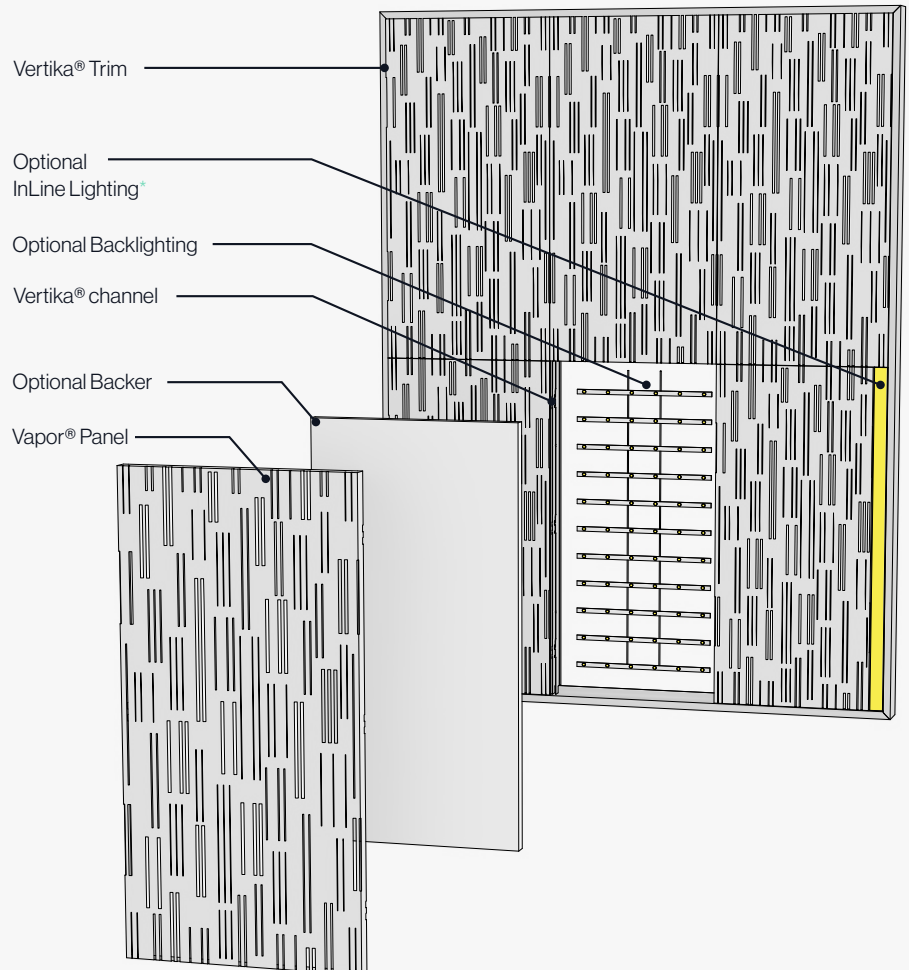 Vertika® Trim
Optional
InLine Lighting*
Optional Backlighting
Vertika® channel
Optional Backer
Vapor® Panel